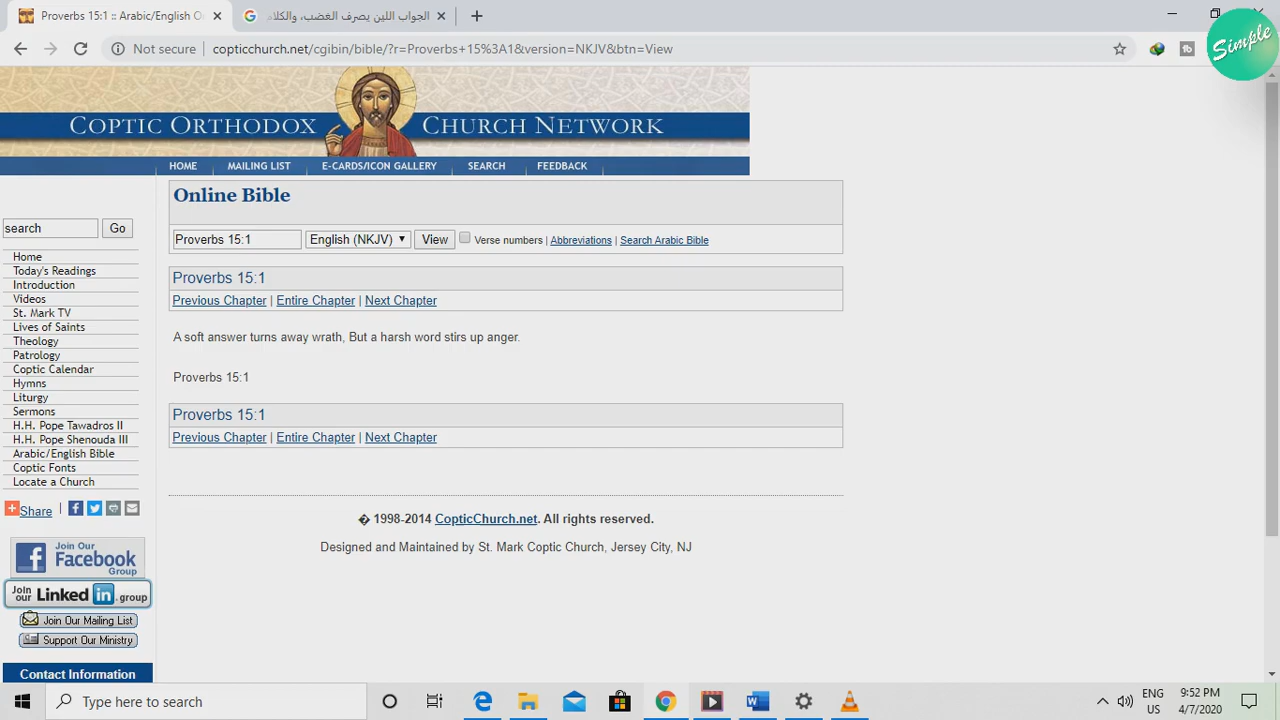 Proverbs 15:1 :: Arabic/English O
الجواب اللين يصرف الغضب، والكلام
Simple
Not secure
copticchurch.net/cgibin/bible/?r=Proverbs+15%3A1&version=NKJV&btn=View
COPTIC ORTHODOX CHURCH NETWORK
HOME MAILING LIST E-CARDS/ICON GALLERY SEARCH FEEDBACK
Online Bible
search Go
Proverbs 15:1 English (NKJV) View Verse numbers | Abbreviations | Search Arabic Bible
Home
Today's Readings
Introduction
Videos
St. Mark TV
Lives of Saints
Theology
Patrology
Coptic Calendar
Hymns
Liturgy
Sermons
H.H. Pope Tawadros II
H.H. Pope Shenouda III
Arabic/English Bible
Coptic Fonts
Locate a Church
Share
Join Our
Facebook
Group
Join our Linked in group
Join Our Mailing List
Support Our Ministry
Contact Information
Proverbs 15:1
Previous Chapter | Entire Chapter | Next Chapter
A soft answer turns away wrath, But a harsh word stirs up anger.
Proverbs 15:1
Proverbs 15:1
Previous Chapter | Entire Chapter | Next Chapter
� 1998-2014 CopticChurch.net. All rights reserved.
Designed and Maintained by St. Mark Coptic Church, Jersey City, NJ
Type here to search
ENG
US
9:52 PM
4/7/2020